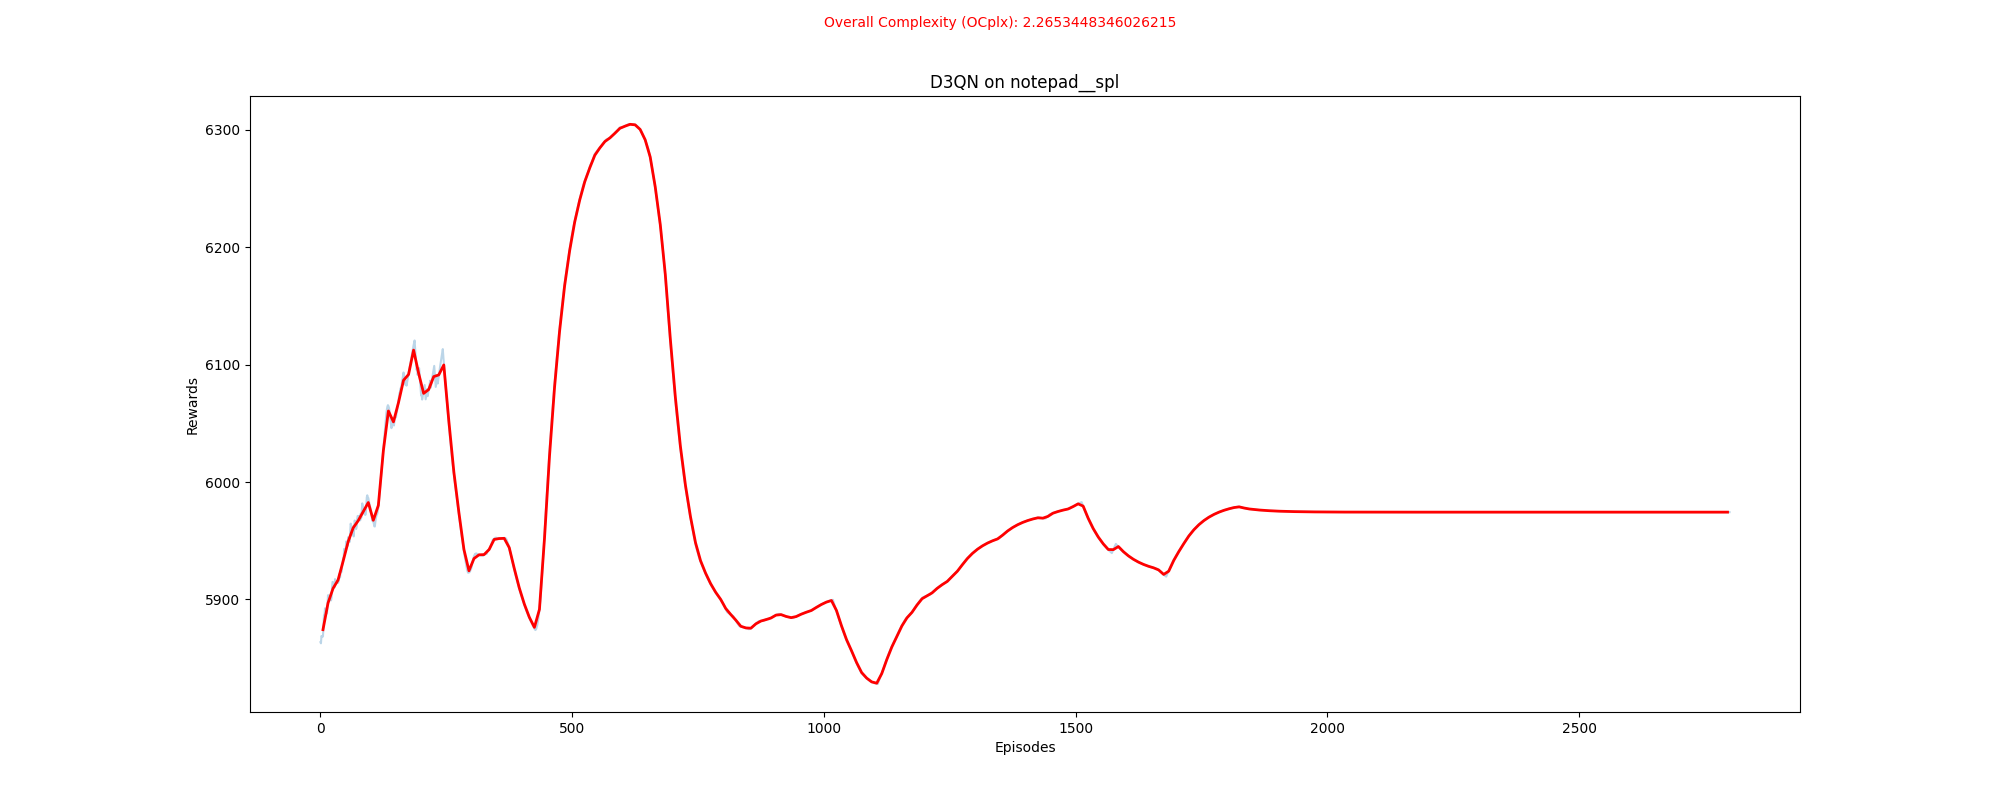 Overall Complexity (OCplx): 2.2653448346026215
D3QN on notepad__spl
6300
6200
6100
6000
5900
Rewards
0 500 1000 1500 2000 2500
Episodes